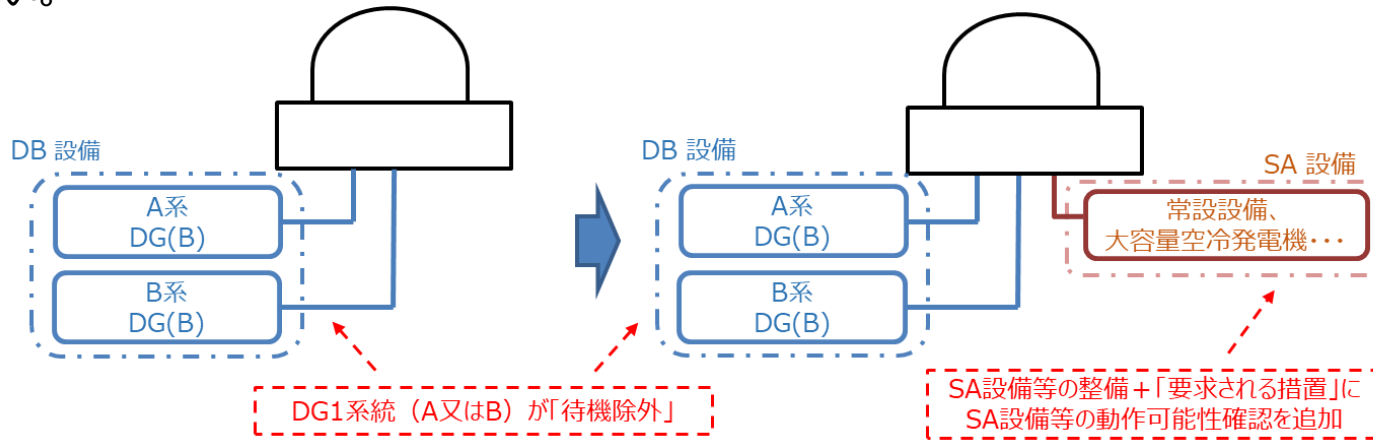 い。
DB 設備
A系
DG(B)
B系
DG(B)
DG1系統（A又はB）が「待機除外」
DB 設備
A系
DG(B)
B系
DG(B)
SA 設備
常設設備、
大容量空冷発電機･･･
SA設備等の整備＋「要求される措置」に
SA設備等の動作可能性確認を追加